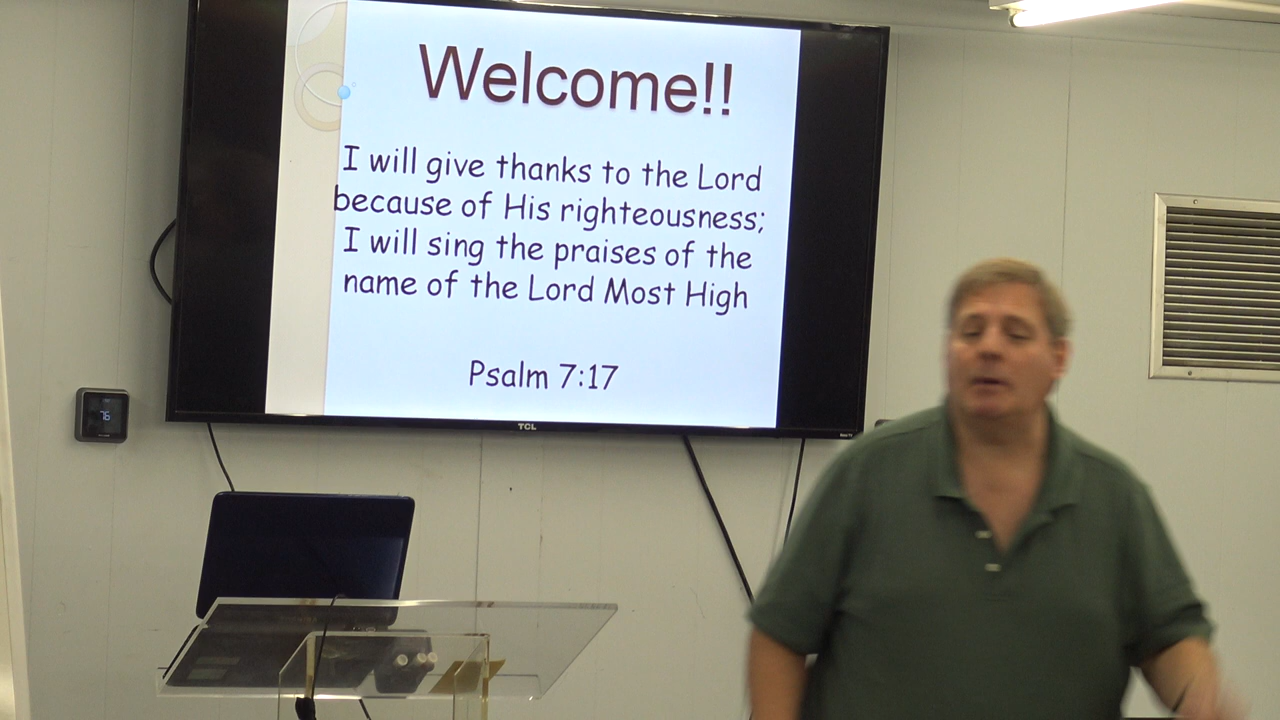 Welcome!!
I will give thanks to the Lord
because of His righteousness;
I will sing the praises of the
name of the Lord Most High
Psalm 7:17
TCL
76